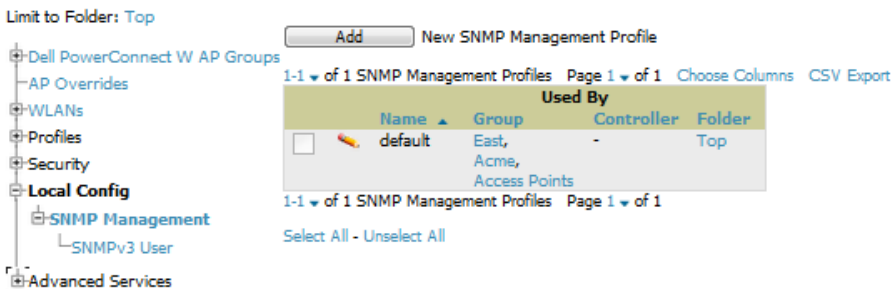 Limit to Folder: Top
Dell PowerConnect W AP Groups
AP Overrides
WLANs
Profiles
Security
Local Config
SNMP Management
SNMPv3 User
Advanced Services
Add New SNMP Management Profile
1-1 of 1 SNMP Management Profiles Page 1 of 1 Choose Columns CSV Export
Used By
Name Group Controller Folder
default East, - Top
Acme,
Access Points
1-1 of 1 SNMP Management Profiles Page 1 of 1
Select All - Unselect All